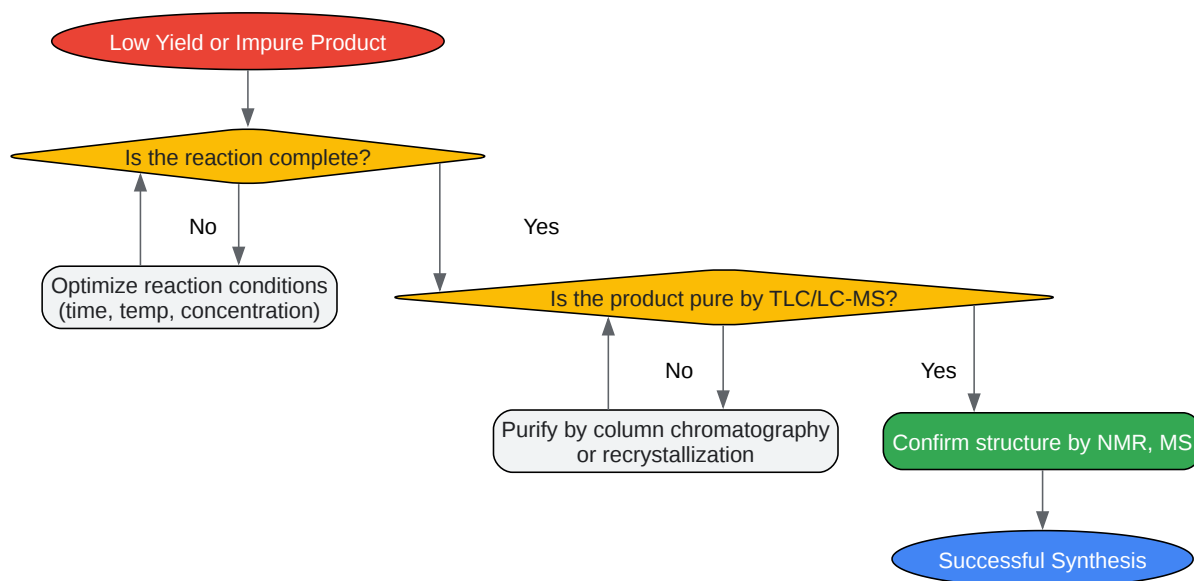 Low Yield or Impure Product
Is the reaction complete?
No
Yes
Optimize reaction conditions
(time, temp, concentration)
Is the product pure by TLC/LC-MS?
No
Yes
Purify by column chromatography
or recrystallization
Confirm structure by NMR, MS
Successful Synthesis